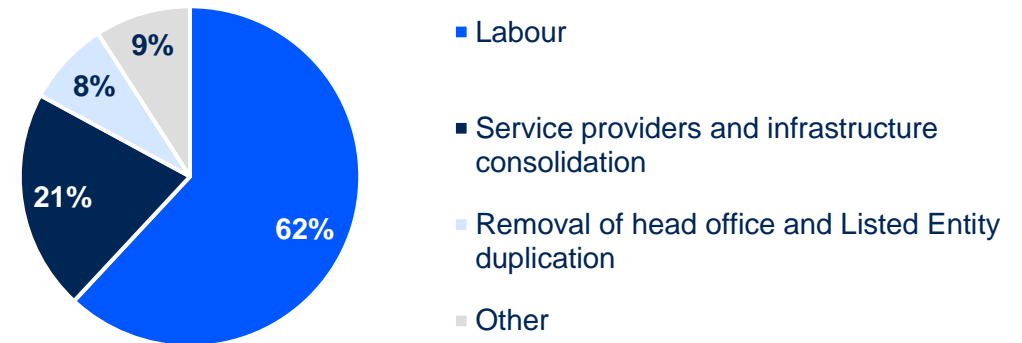 9%
8%
21%
62%
Labour
Service providers and infrastructure
consolidation
Removal of head office and Listed Entity
duplication
Other